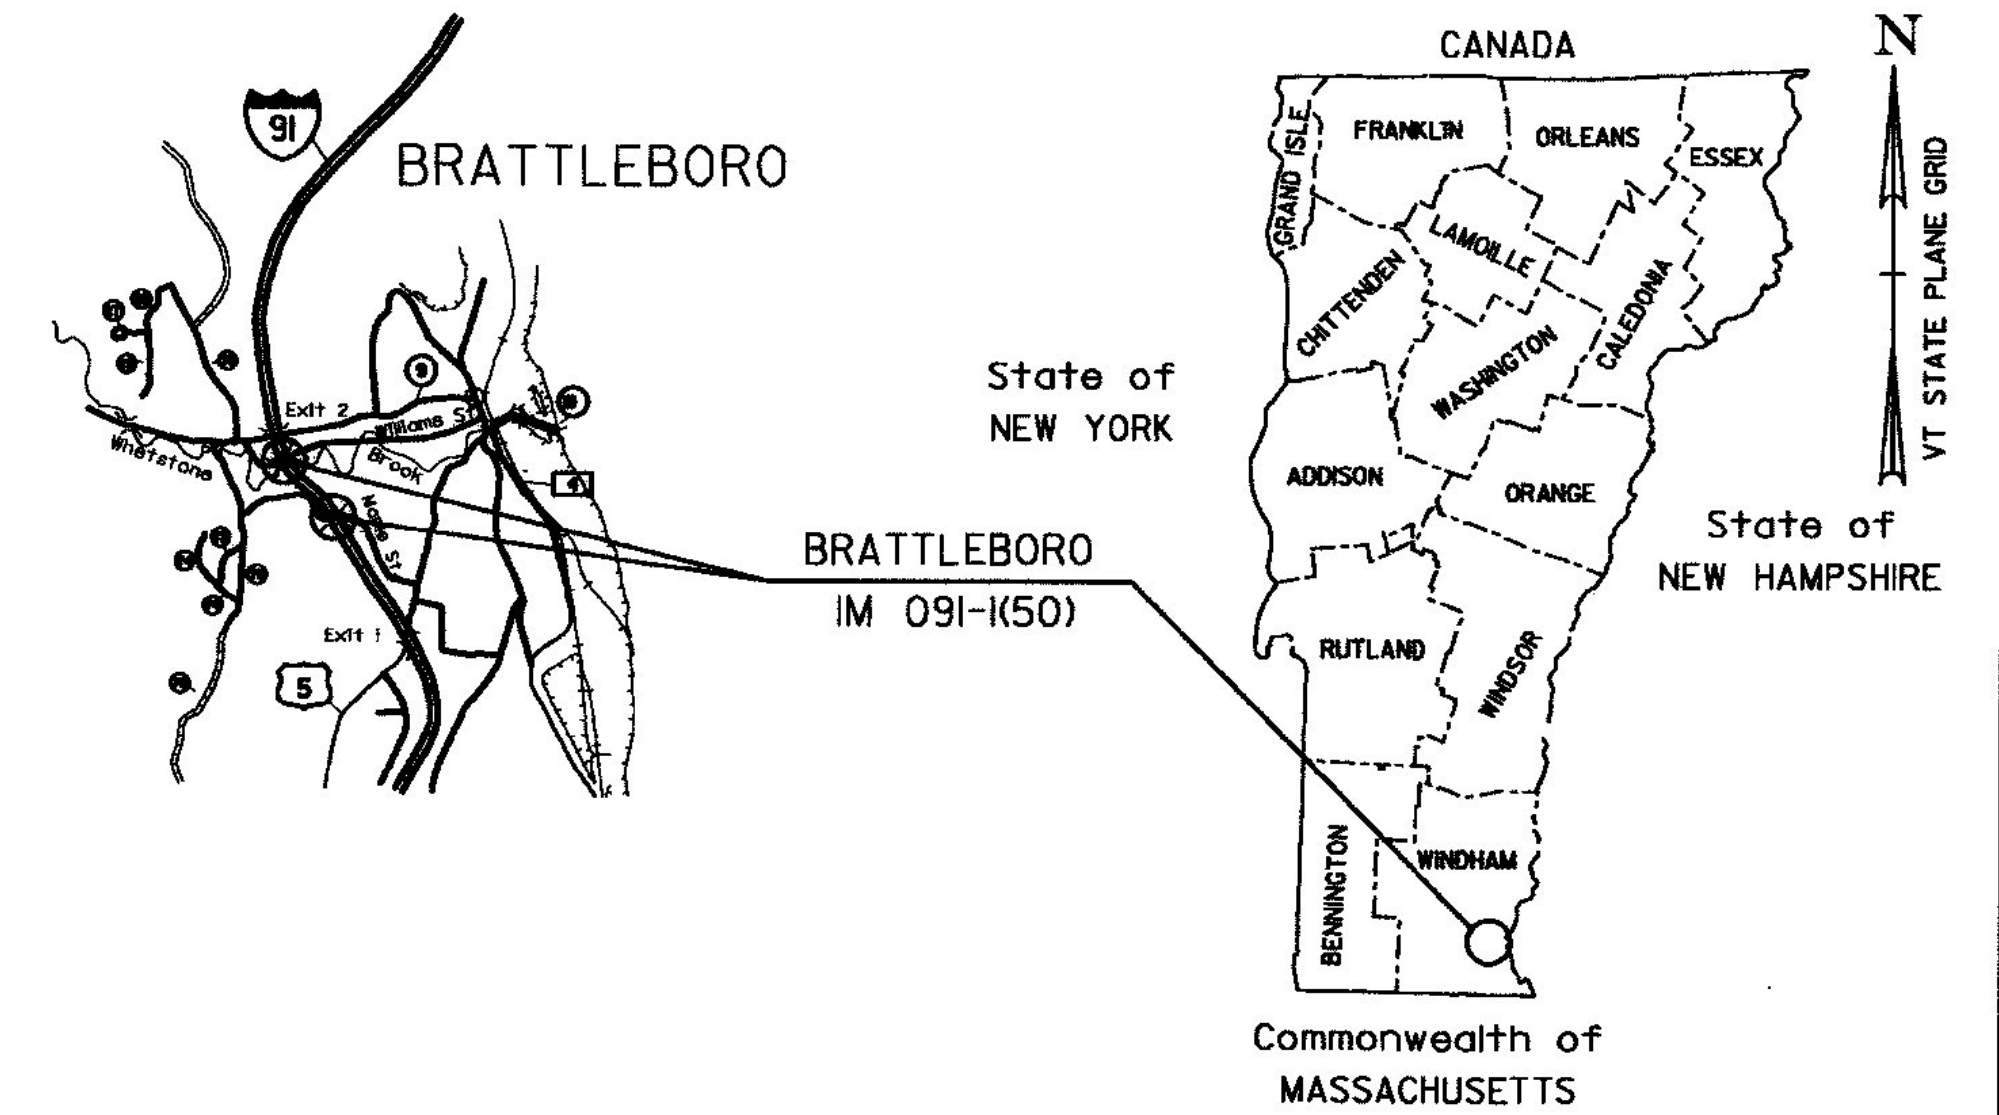 CANADA
N
91
BRATTLEBORO
FRANKLIN
ORLEANS
ESSEX
GRAND ISLE
VT STATE PLANE GRID
LAMOILLE
CHITTENDEN
CALEDONIA
WASHINGTON
9
Exit 2
Williams St
Whetstone
Brook
State of
NEW YORK
ADDISON
ORANGE
State of
NEW HAMPSHIRE
BRATTLEBORO
IM 091-1(50)
Exit 1
5
RUTLAND
WINDSOR
WINDHAM
BENNINGTON
Commonwealth of
MASSACHUSETTS